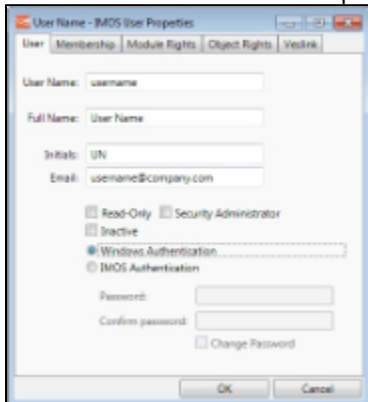 User Name - IMOS User Properties
User Membership Module Rights Object Rights Veslink
User Name: username
Full Name: User Name
Initials: UN
Email: username@company.com
Read-Only Security Administrator
Inactive
Windows Authentication
IMOS Authentication
Password:
Confirm password:
Change Password
OK Cancel